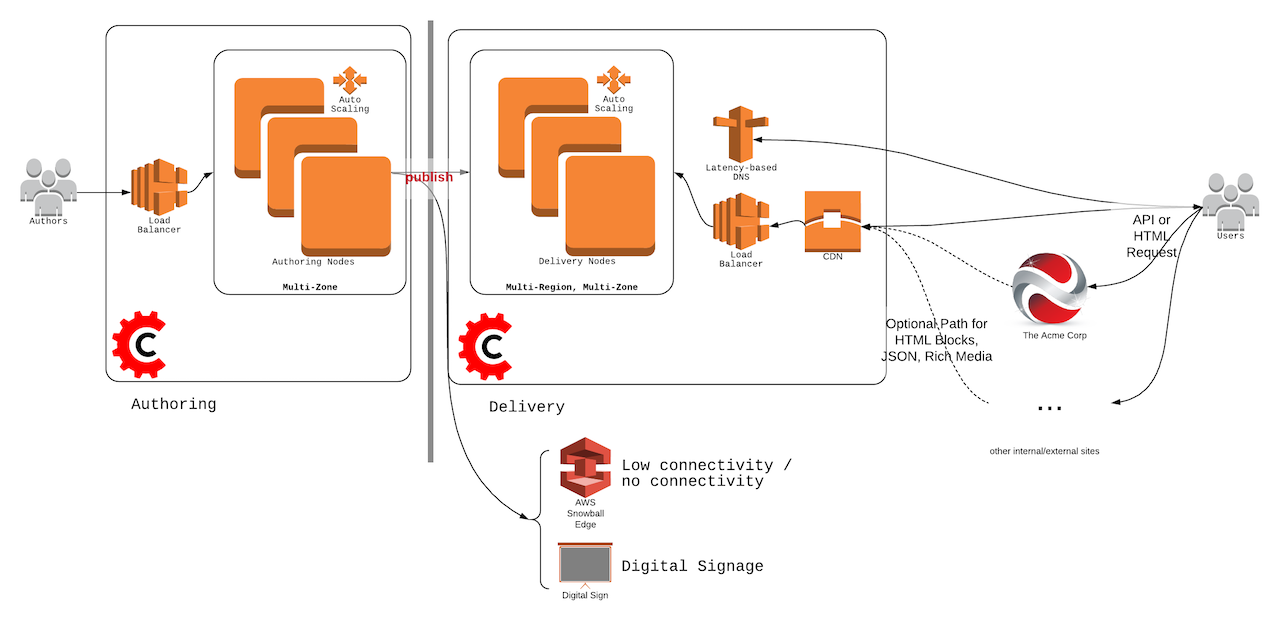 Authors
Load
Balancer
Auto
Scaling
Authoring Nodes
Multi-Zone
C
Authoring
publish
Auto
Scaling
Delivery Nodes
Multi-Region, Multi-Zone
C
Delivery
Latency-based
DNS
Load
Balancer
CDN
Users
API or
HTML
Request
The Acme Corp
Optional Path for
HTML Blocks,
JSON, Rich Media
...
other internal/external sites
AWS
Snowball
Edge
Low connectivity /
no connectivity
Digital Sign
Digital Signage